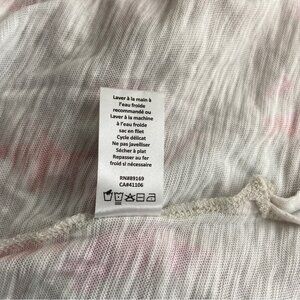 Laver à la main à
l'eau froide
recommandé ou
Laver à la machine
à l'eau froide
sac en filet
Cycle délicat
Ne pas javelliser
Sécher à plat
Repasser au fer
froid si nécessaire
RN#89169
CA#41106